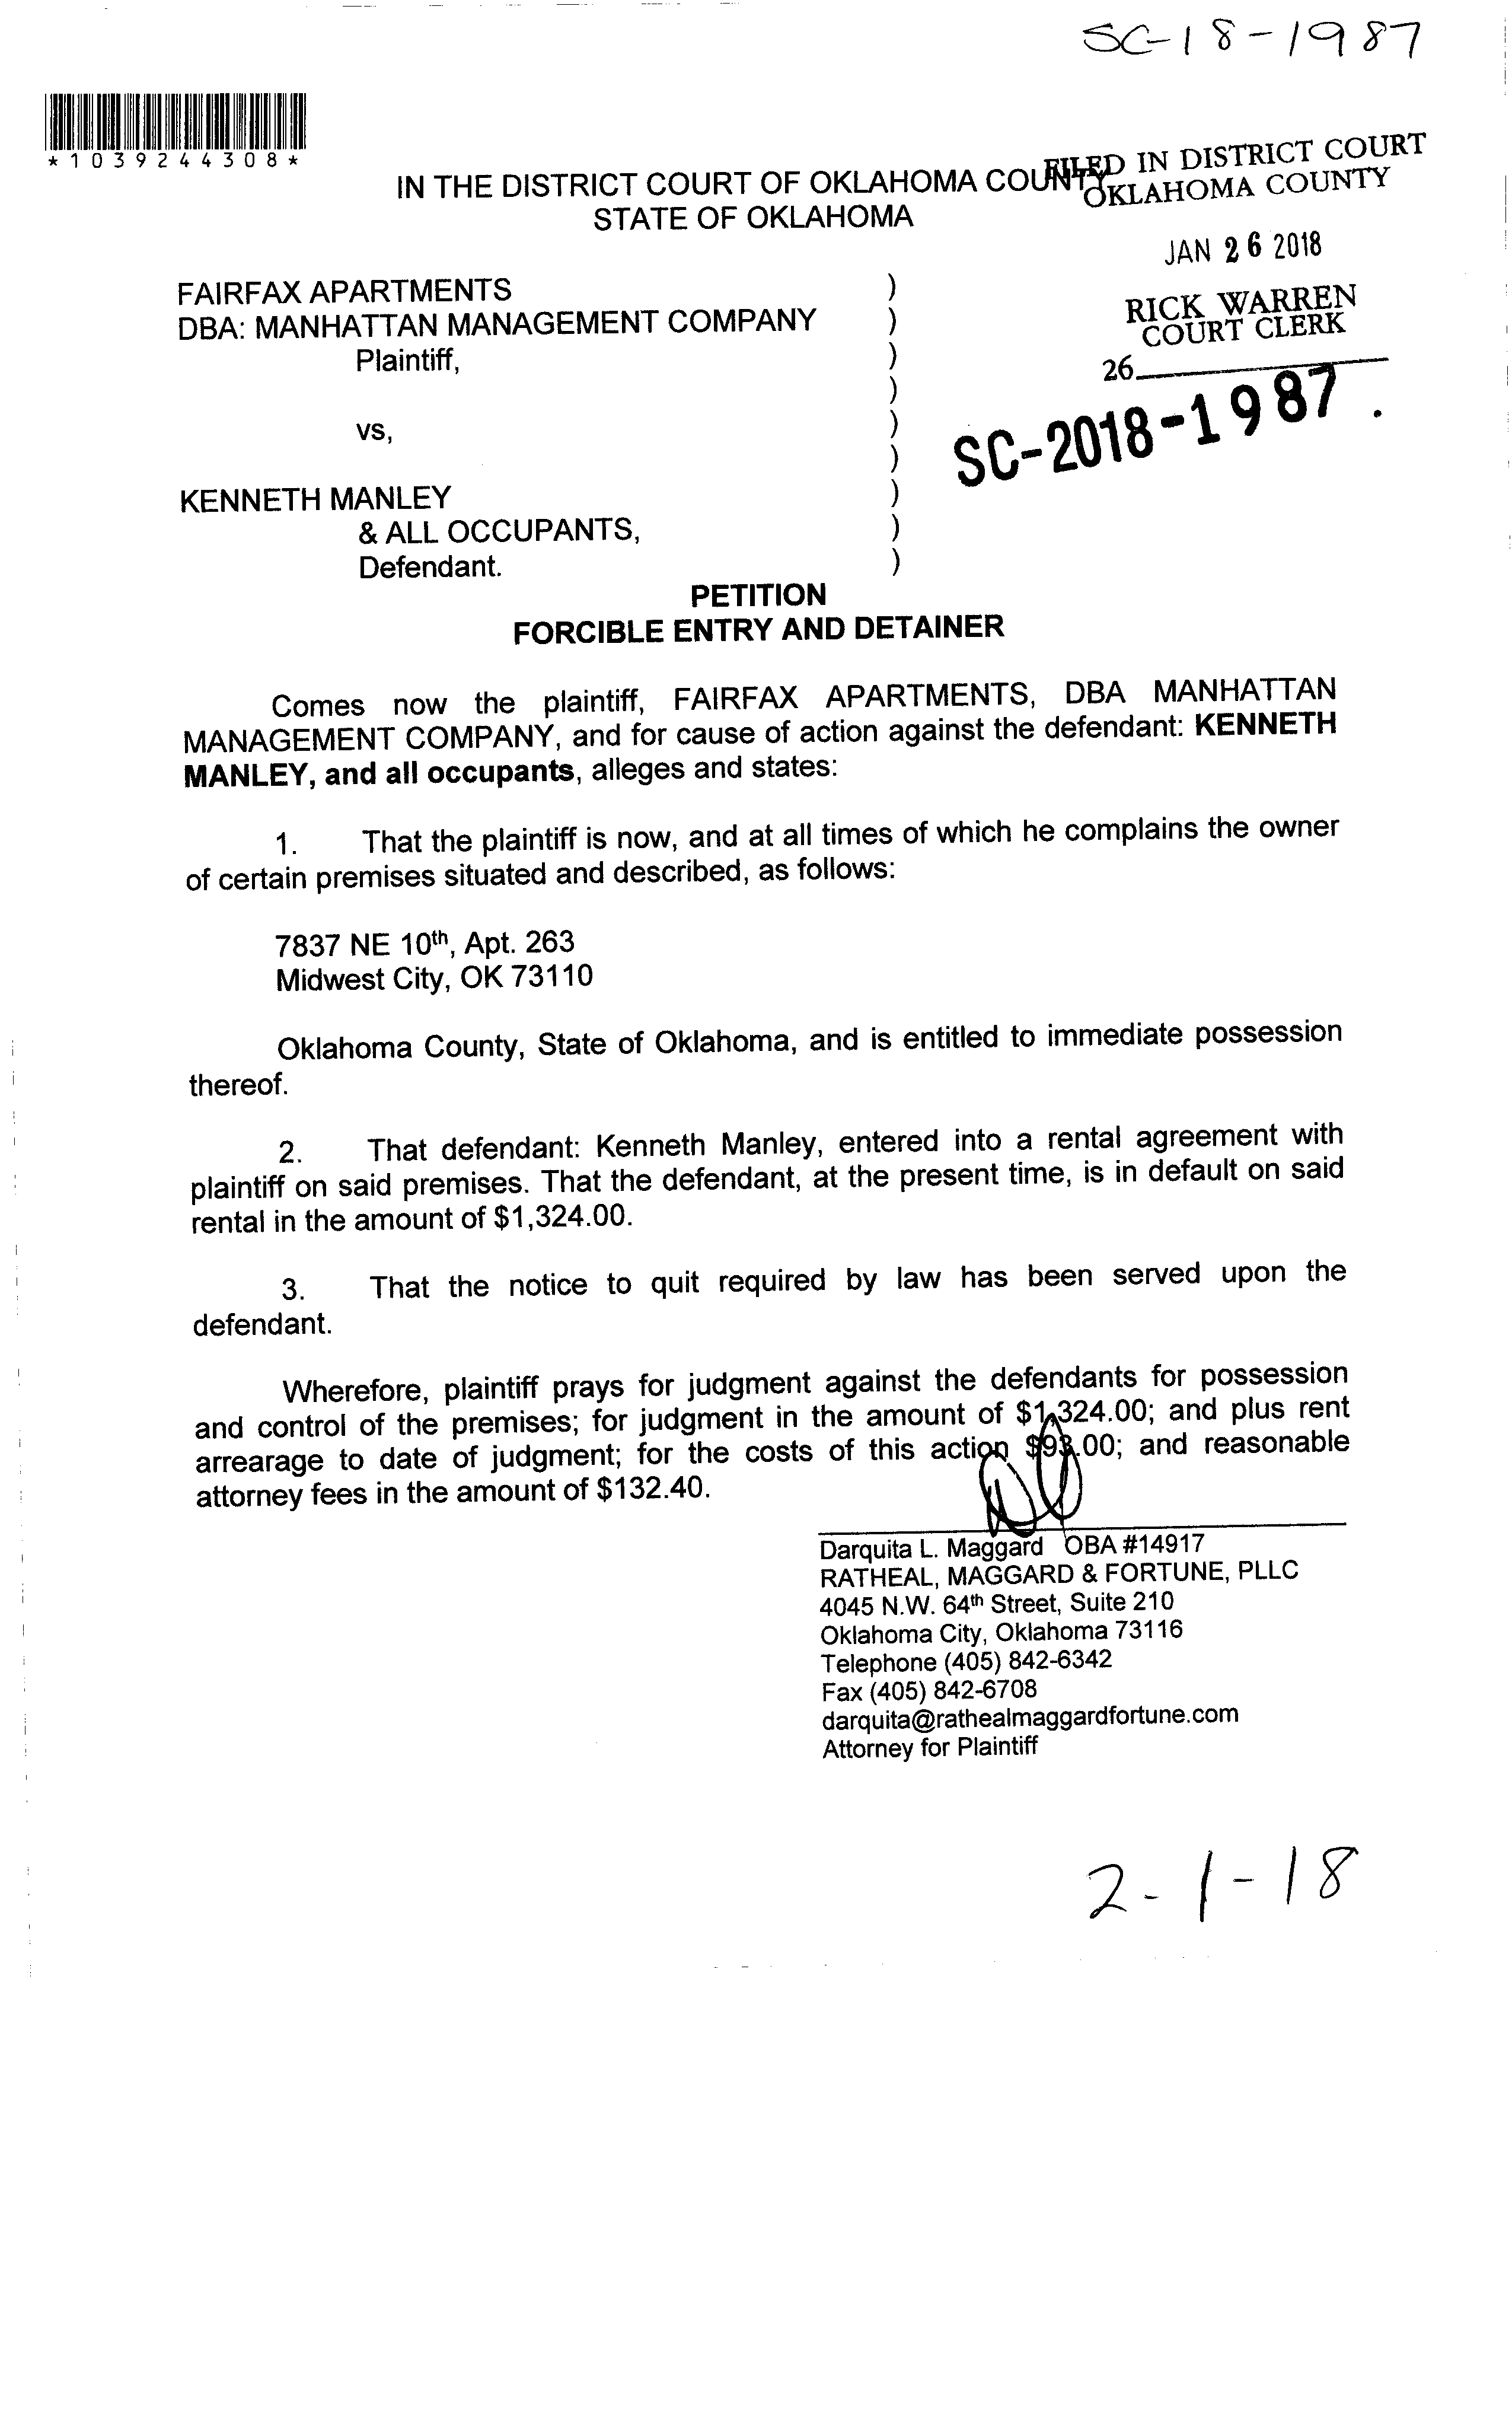 SC-18-1987
*1039244308*
FILED IN DISTRICT COURT
OKLAHOMA COUNTY
IN THE DISTRICT COURT OF OKLAHOMA COUNTY
STATE OF OKLAHOMA
JAN 26 2018
RICK WARREN
COURT CLERK
26
SC-2018-1987.
FAIRFAX APARTMENTS )
DBA: MANHATTAN MANAGEMENT COMPANY )
Plaintiff, )
)
vs, )
)
KENNETH MANLEY )
& ALL OCCUPANTS, )
Defendant. )
PETITION
FORCIBLE ENTRY AND DETAINER
Comes now the plaintiff, FAIRFAX APARTMENTS, DBA MANHATTAN
MANAGEMENT COMPANY, and for cause of action against the defendant: KENNETH
MANLEY, and all occupants, alleges and states:
1. That the plaintiff is now, and at all times of which he complains the owner
of certain premises situated and described, as follows:
7837 NE 10th, Apt. 263
Midwest City, OK 73110
Oklahoma County, State of Oklahoma, and is entitled to immediate possession
thereof.
2. That defendant: Kenneth Manley, entered into a rental agreement with
plaintiff on said premises. That the defendant, at the present time, is in default on said
rental in the amount of $1,324.00.
3. That the notice to quit required by law has been served upon the
defendant.
Wherefore, plaintiff prays for judgment against the defendants for possession
and control of the premises; for judgment in the amount of $1,324.00; and plus rent
arrearage to date of judgment; for the costs of this action and reasonable
attorney fees in the amount of $132.40.
Darquita L. Maggard OBA #14917
RATHEAL, MAGGARD & FORTUNE, PLLC
4045 N.W. 64th Street, Suite 210
Oklahoma City, Oklahoma 73116
Telephone (405) 842-6342
Fax (405) 842-6708
darquita@rathealmaggardfortune.com
Attorney for Plaintiff
2-1-18